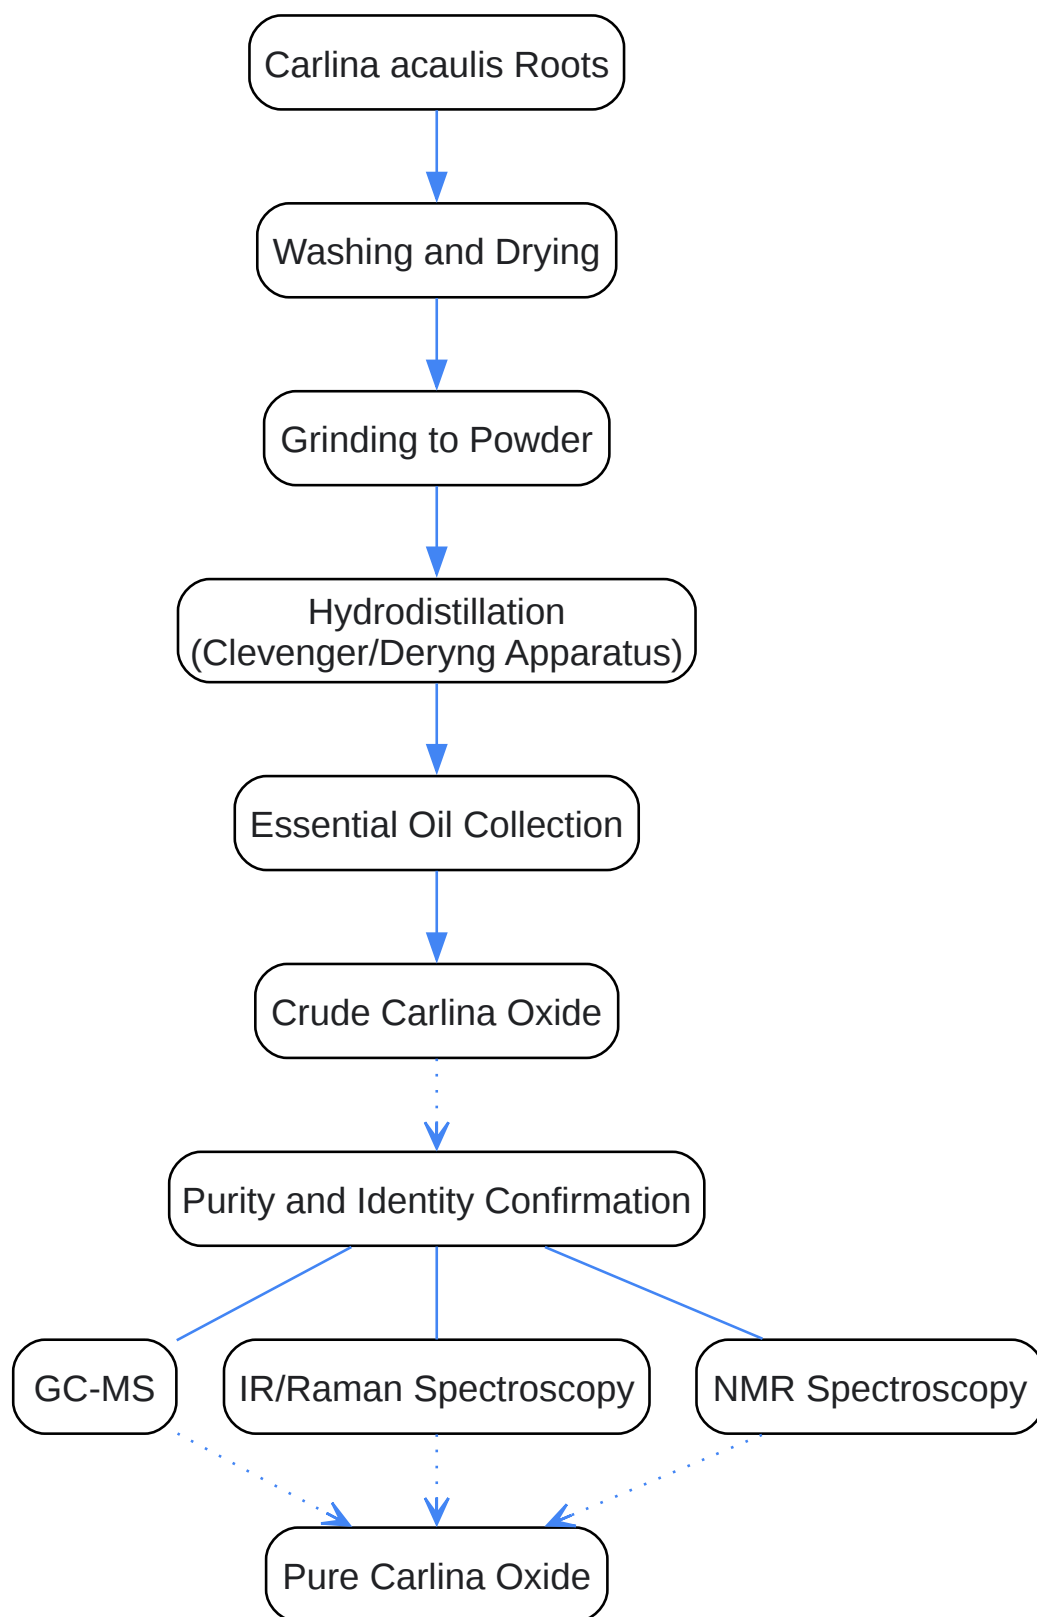 Carlina acaulis Roots
Washing and Drying
Grinding to Powder
Hydrodistillation
(Clevenger/Deryng Apparatus)
Essential Oil Collection
Crude Carlina Oxide
Purity and Identity Confirmation
GC-MS
IR/Raman Spectroscopy
NMR Spectroscopy
Pure Carlina Oxide